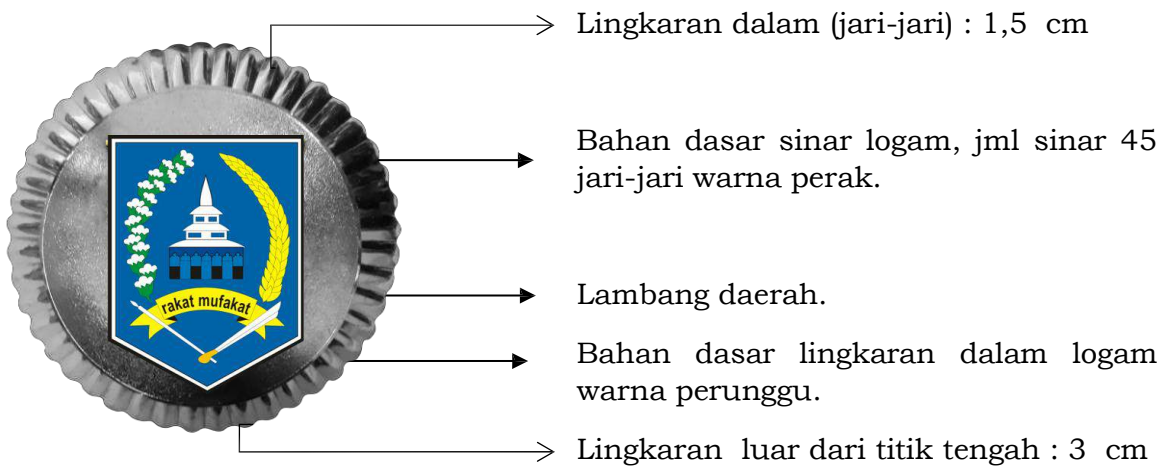 Lingkaran dalam (jari-jari) : 1,5 cm
Bahan dasar sinar logam, jml sinar 45
jari-jari warna perak.
rakat mufakat
Lambang daerah.
Bahan dasar lingkaran dalam logam
warna perunggu.
Lingkaran luar dari titik tengah : 3 cm